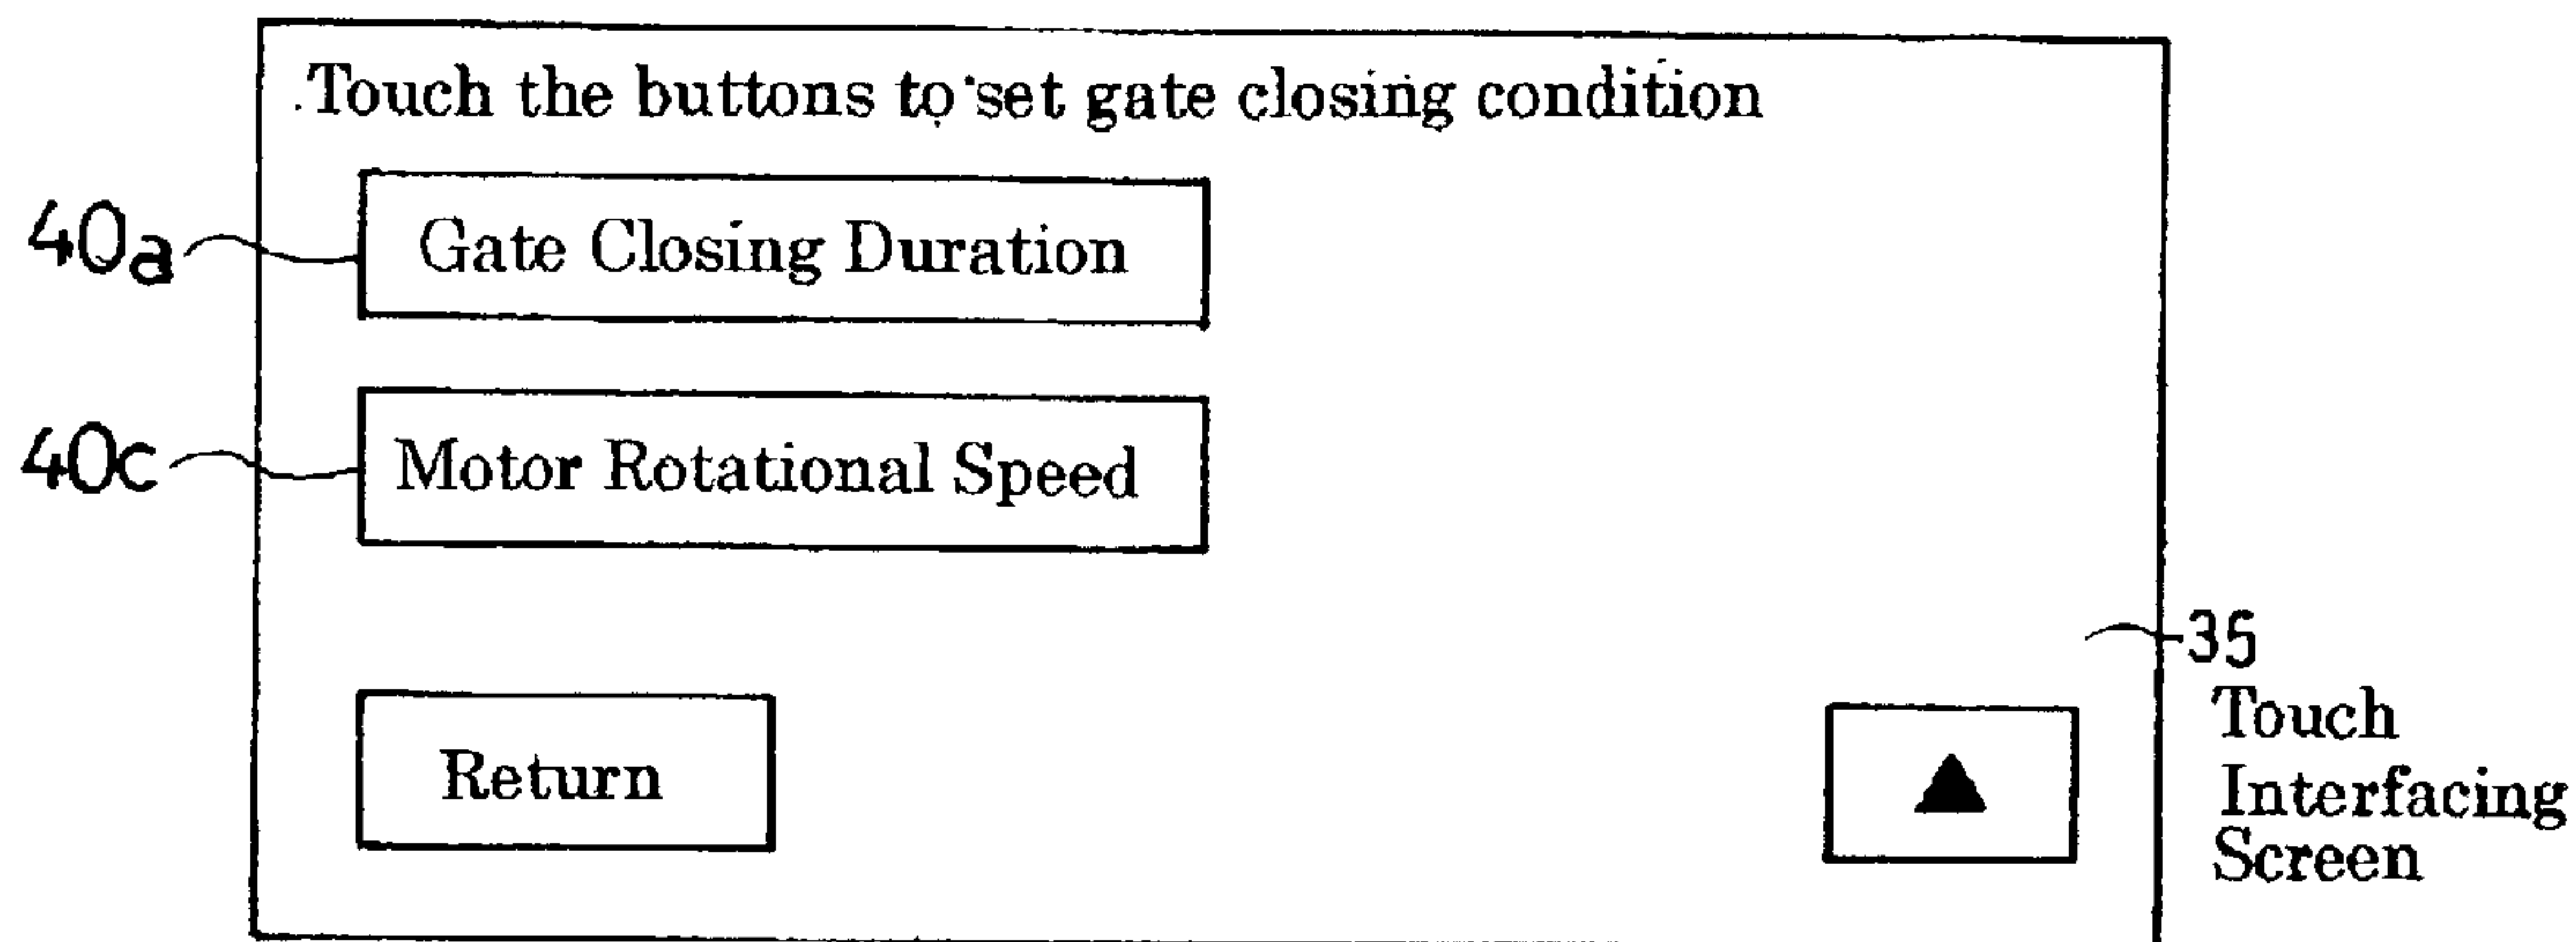 Touch the buttons to set gate closing condition
40a
Gate Closing Duration
40c
Motor Rotational Speed
35
Touch
Interfacing
Screen
Return